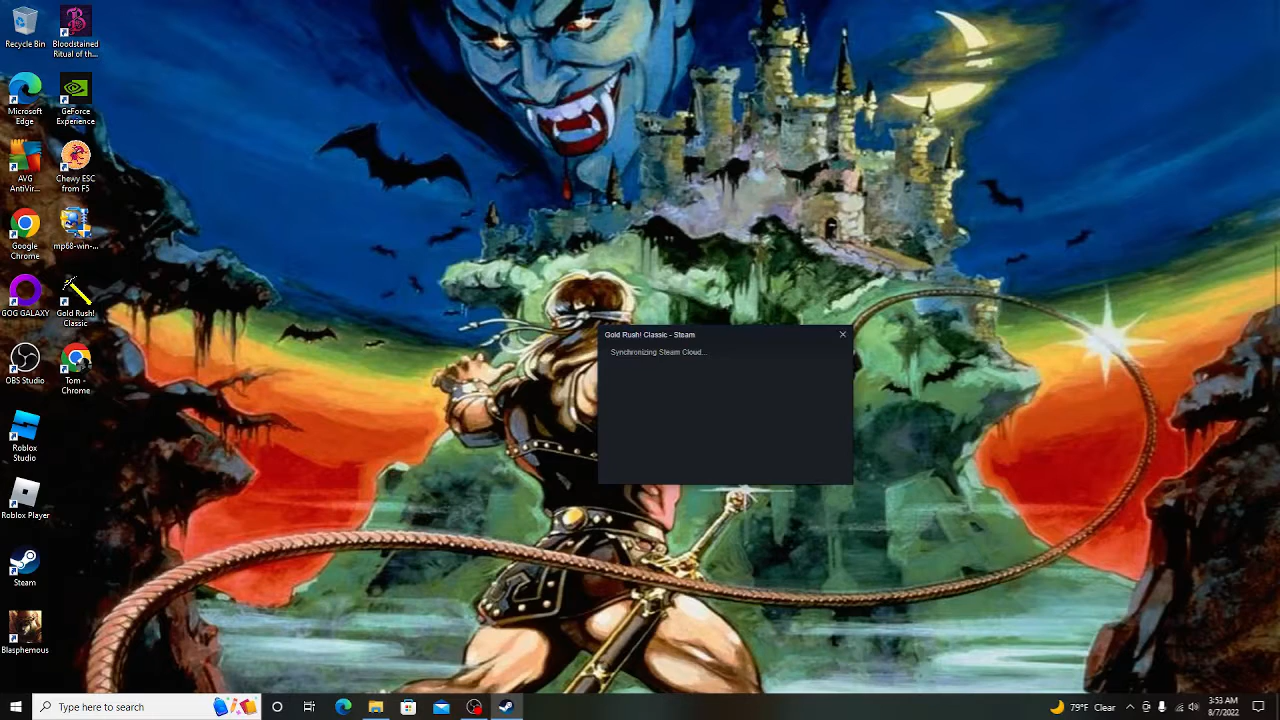 Recycle Bin
Bloodstained
Ritual of th...
Microsoft
Edge
GeForce
Experience
AVG
AntiVir...
Chewy ESC
from F5
Google
Chrome
mp68-win-...
GOG GALAXY
Gold Rush!
Classic
OBS Studio
Tom -
Chrome
Roblox
Studio
Roblox Player
Steam
Blasphemous
Gold Rush! Classic - Steam
Synchronizing Steam Cloud...
Type here to search
79°F Clear
3:53 AM
8/7/2022